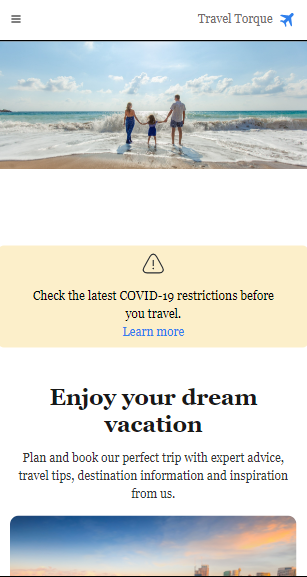 Travel Torque
Check the latest COVID-19 restrictions before
you travel.
Learn more
Enjoy your dream
vacation
Plan and book our perfect trip with expert advice,
travel tips, destination information and inspiration
from us.